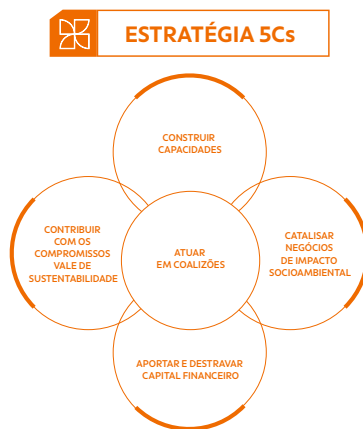 ESTRATÉGIA 5Cs
CONSTRUIR
CAPACIDADES
CONTRIBUIR
COM OS
COMPROMISSOS
VALE DE
SUSTENTABILIDADE
ATUAR
EM COALIZÕES
CATALISAR
NEGÓCIOS
DE IMPACTO
SOCIOAMBIENTAL
APORTAR E DESTRAVAR
CAPITAL FINANCEIRO